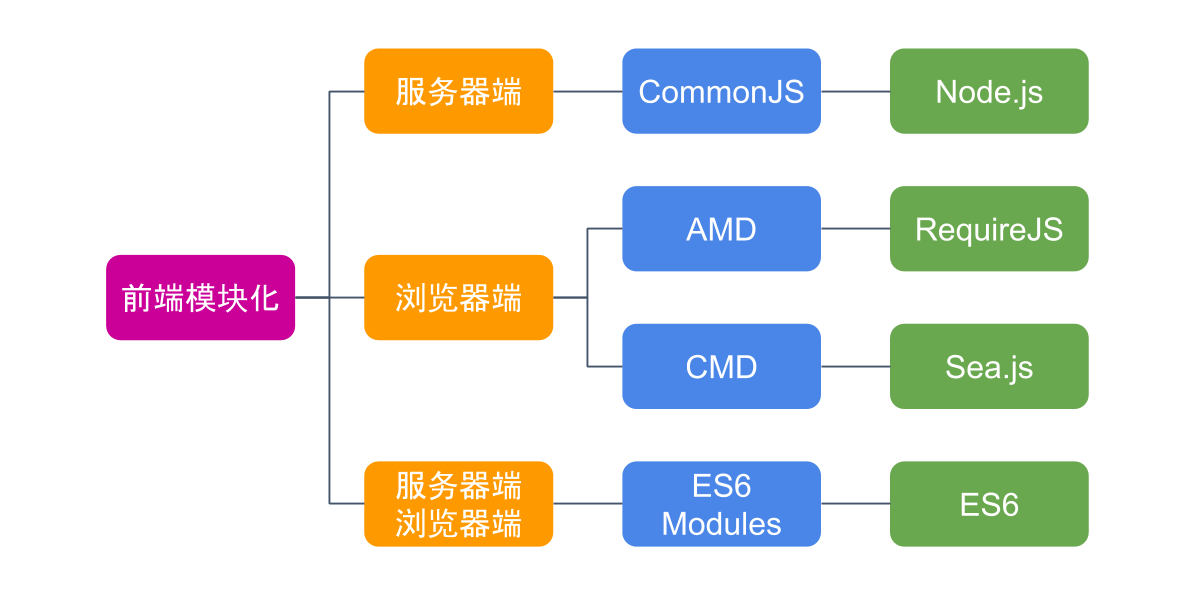 服务器端
CommonJS
Node.js
AMD
RequireJS
前端模块化
浏览器端
CMD
Sea.js
服务器端
浏览器端
ES6
Modules
ES6